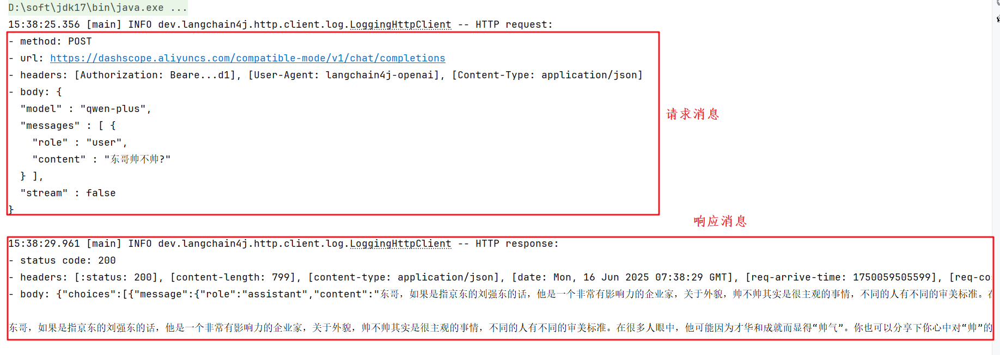 D:\soft\jdk17\bin\java.exe ...
15:38:25.356 [main] INFO dev.langchain4j.http.client.log.LoggingHttpClient -- HTTP request:
- method: POST
- url: https://dashscope.aliyuncs.com/compatible-mode/v1/chat/completions
- headers: [Authorization: Beare...d1], [User-Agent: langchain4j-openai], [Content-Type: application/json]
- body: {
"model" : "qwen-plus",
请求消息
"messages" : [ {
"role" : "user",
"content" : "东哥帅不帅?"
} ],
"stream" : false
}
响应消息
15:38:29.961 [main] INFO dev.langchain4j.http.client.log.LoggingHttpClient -- HTTP response:
- status code: 200
- headers: [:status: 200], [content-length: 799], [content-type: application/json], [date: Mon, 16 Jun 2025 07:38:29 GMT], [req-arrive-time: 1750059505599], [req-co
- body: {"choices":[{"message":{"role":"assistant","content":"东哥，如果是指京东的刘强东的话，他是一个非常有影响力的企业家，关于外貌，帅不帅其实是很主观的事情，不同的人有不同的审美标准。在
东哥，如果是指京东的刘强东的话，他是一个非常有影响力的企业家，关于外貌，帅不帅其实是很主观的事情，不同的人有不同的审美标准。在很多人眼中，他可能因为才华和成就而显得“帅气”。你也可以分享下你心中对“帅”的